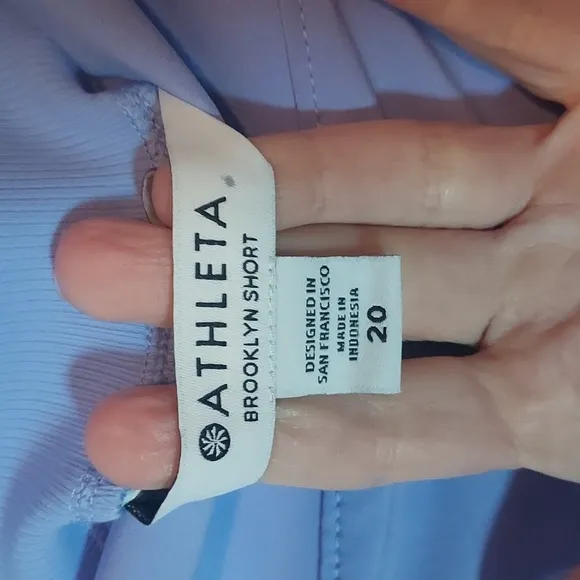 ATHLETA
BROOKLYN SHORT
DESIGNED IN
SAN FRANCISCO
MADE IN
INDONESIA
20